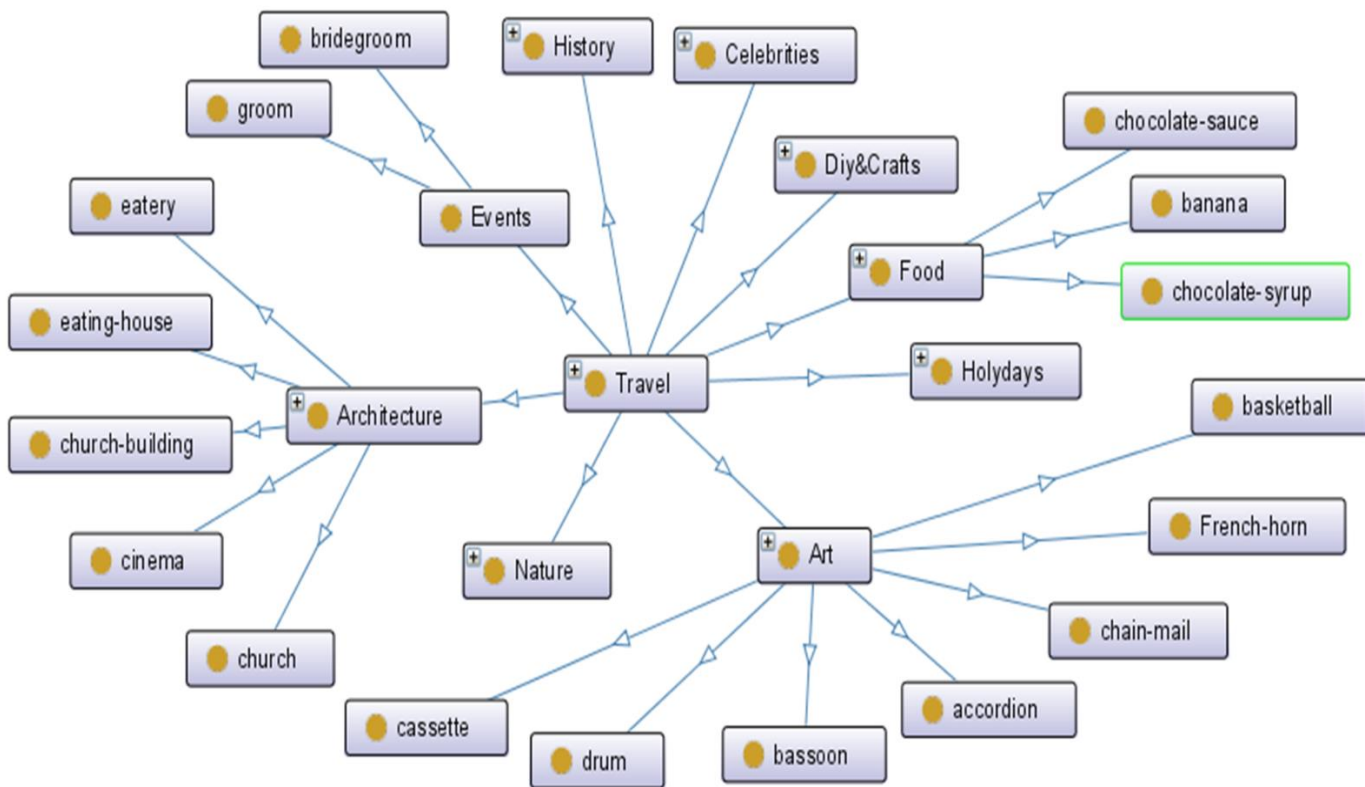 bridegroom
History
Celebrities
groom
chocolate-sauce
Diy&Crafts
eatery
Events
banana
Food
chocolate-syrup
eating-house
Travel
Holydays
Architecture
basketball
church-building
French-horn
cinema
Nature
Art
chain-mail
church
accordion
cassette
drum
bassoon